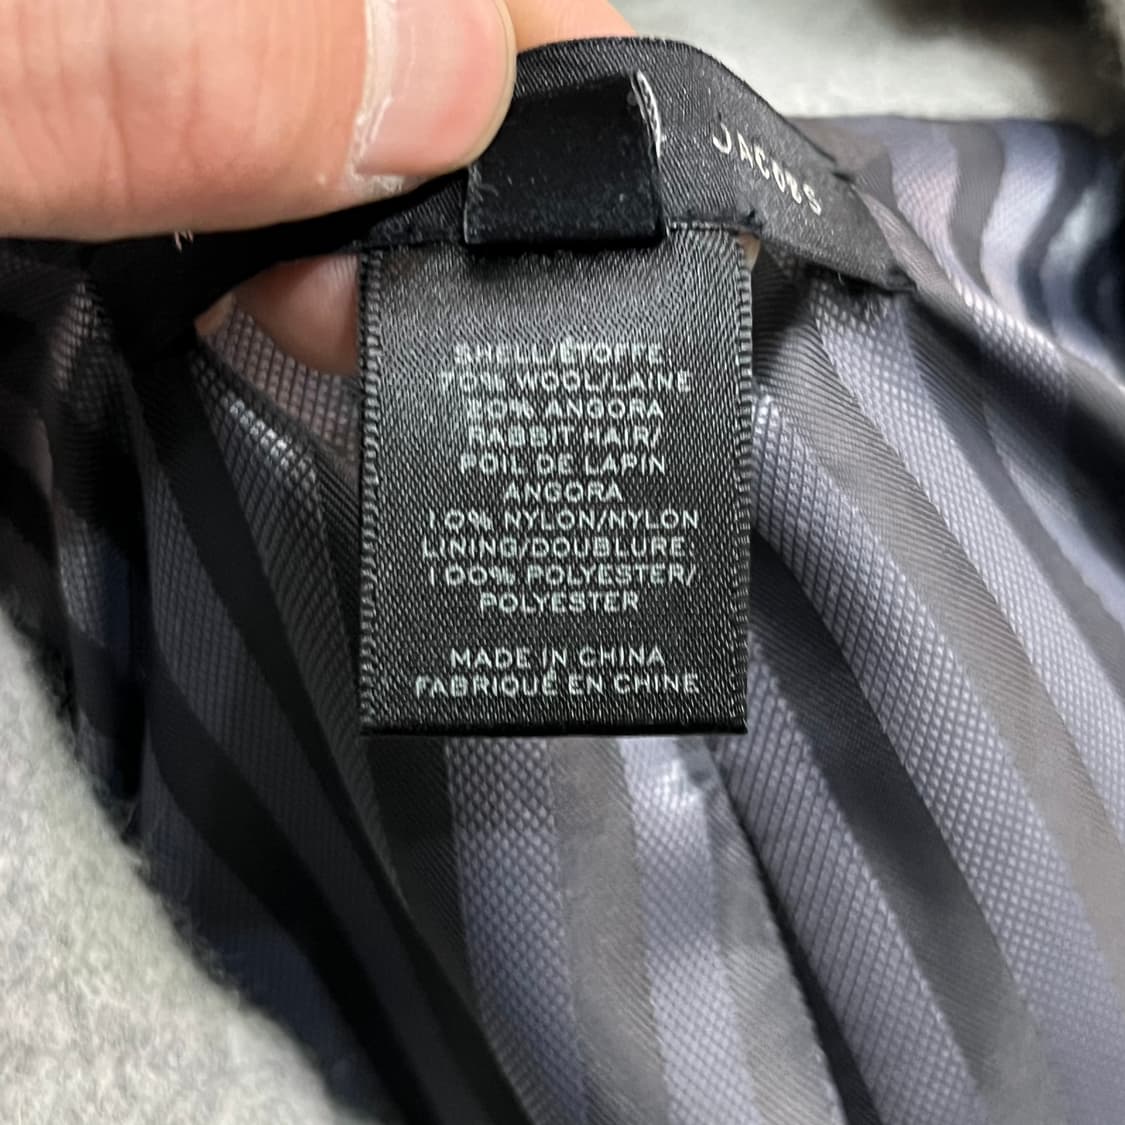 JACOBS
SHELL/ÉTOFFE
70% WOOL/LAINE
20% ANGORA
RABBIT HAIR/
POIL DE LAPIN
ANGORA
10% NYLON/NYLON
LINING/DOUBLURE:
100% POLYESTER/
POLYESTER
MADE IN CHINA
FABRIQUÉ EN CHINE